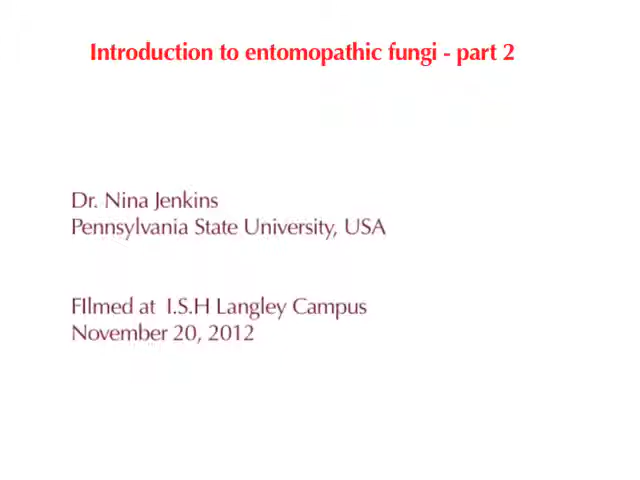 Introduction to entomopathic fungi - part 2
Dr. Nina Jenkins
Pennsylvania State University, USA
FIlmed at I.S.H Langley Campus
November 20, 2012